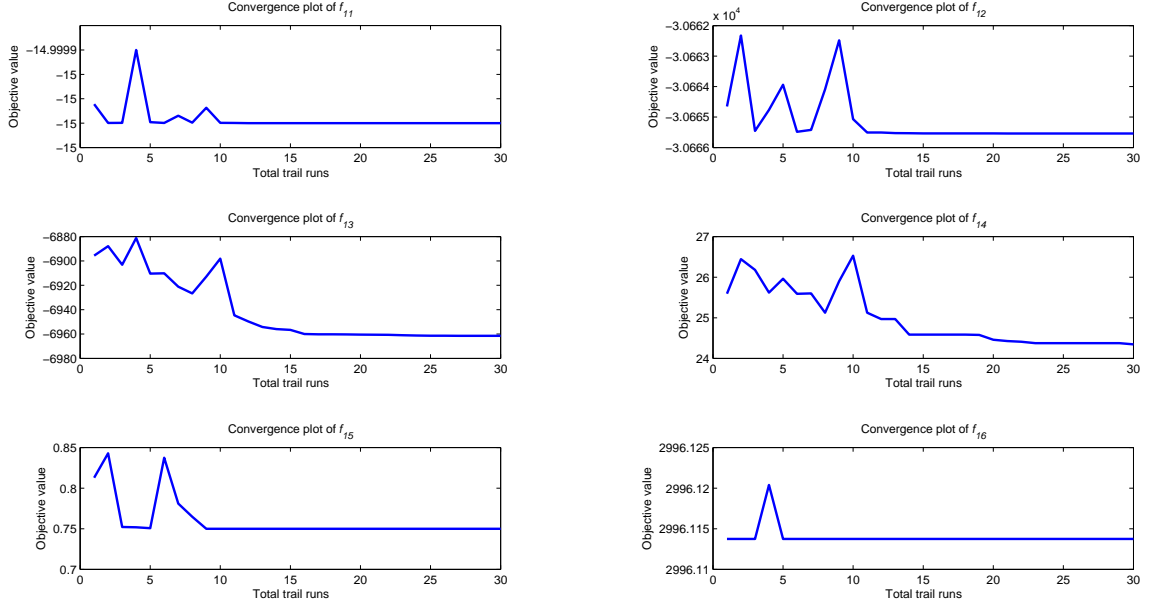 Convergence plot of f11
Objective value
−14.9999
−15
−15
−15
−15
0 5 10 15 20 25 30
Total trail runs
Convergence plot of f12
x 10^4
Objective value
−3.0662
−3.0663
−3.0664
−3.0665
−3.0666
0 5 10 15 20 25 30
Total trail runs
Convergence plot of f13
Objective value
−6880
−6900
−6920
−6940
−6960
−6980
0 5 10 15 20 25 30
Total trail runs
Convergence plot of f14
Objective value
27
26
25
24
0 5 10 15 20 25 30
Total trail runs
Convergence plot of f15
Objective value
0.85
0.8
0.75
0.7
0 5 10 15 20 25 30
Total trail runs
Convergence plot of f16
Objective value
2996.125
2996.12
2996.115
2996.11
0 5 10 15 20 25 30
Total trail runs